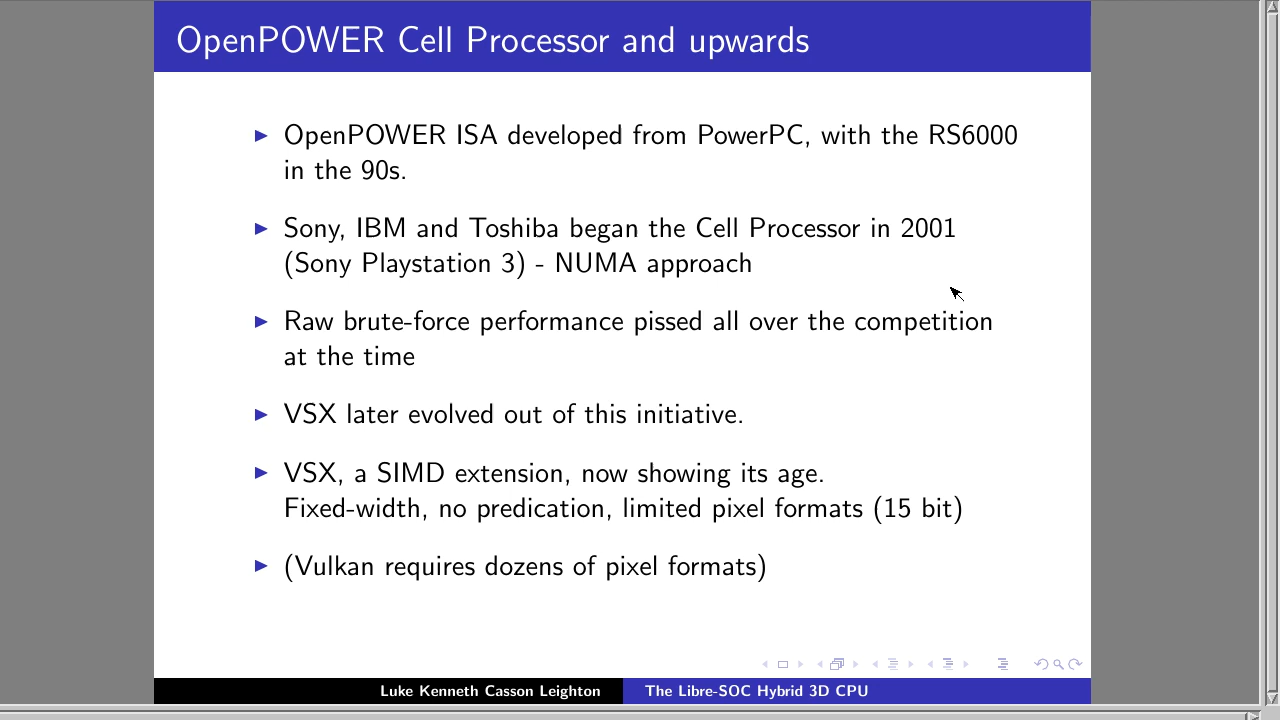 OpenPOWER Cell Processor and upwards
OpenPOWER ISA developed from PowerPC, with the RS6000
in the 90s.
Sony, IBM and Toshiba began the Cell Processor in 2001
(Sony Playstation 3) - NUMA approach
Raw brute-force performance pissed all over the competition
at the time
VSX later evolved out of this initiative.
VSX, a SIMD extension, now showing its age.
Fixed-width, no predication, limited pixel formats (15 bit)
(Vulkan requires dozens of pixel formats)
Luke Kenneth Casson Leighton
The Libre-SOC Hybrid 3D CPU